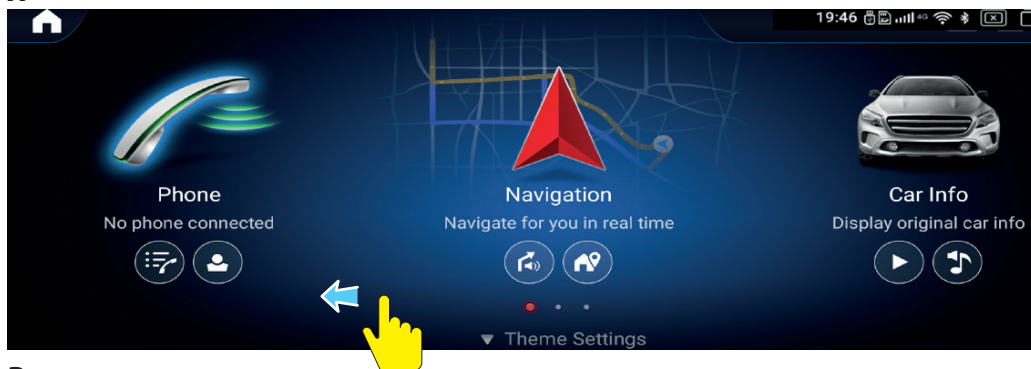 19:46 4G
Phone
No phone connected
Navigation
Navigate for you in real time
Car Info
Display original car info
Theme Settings